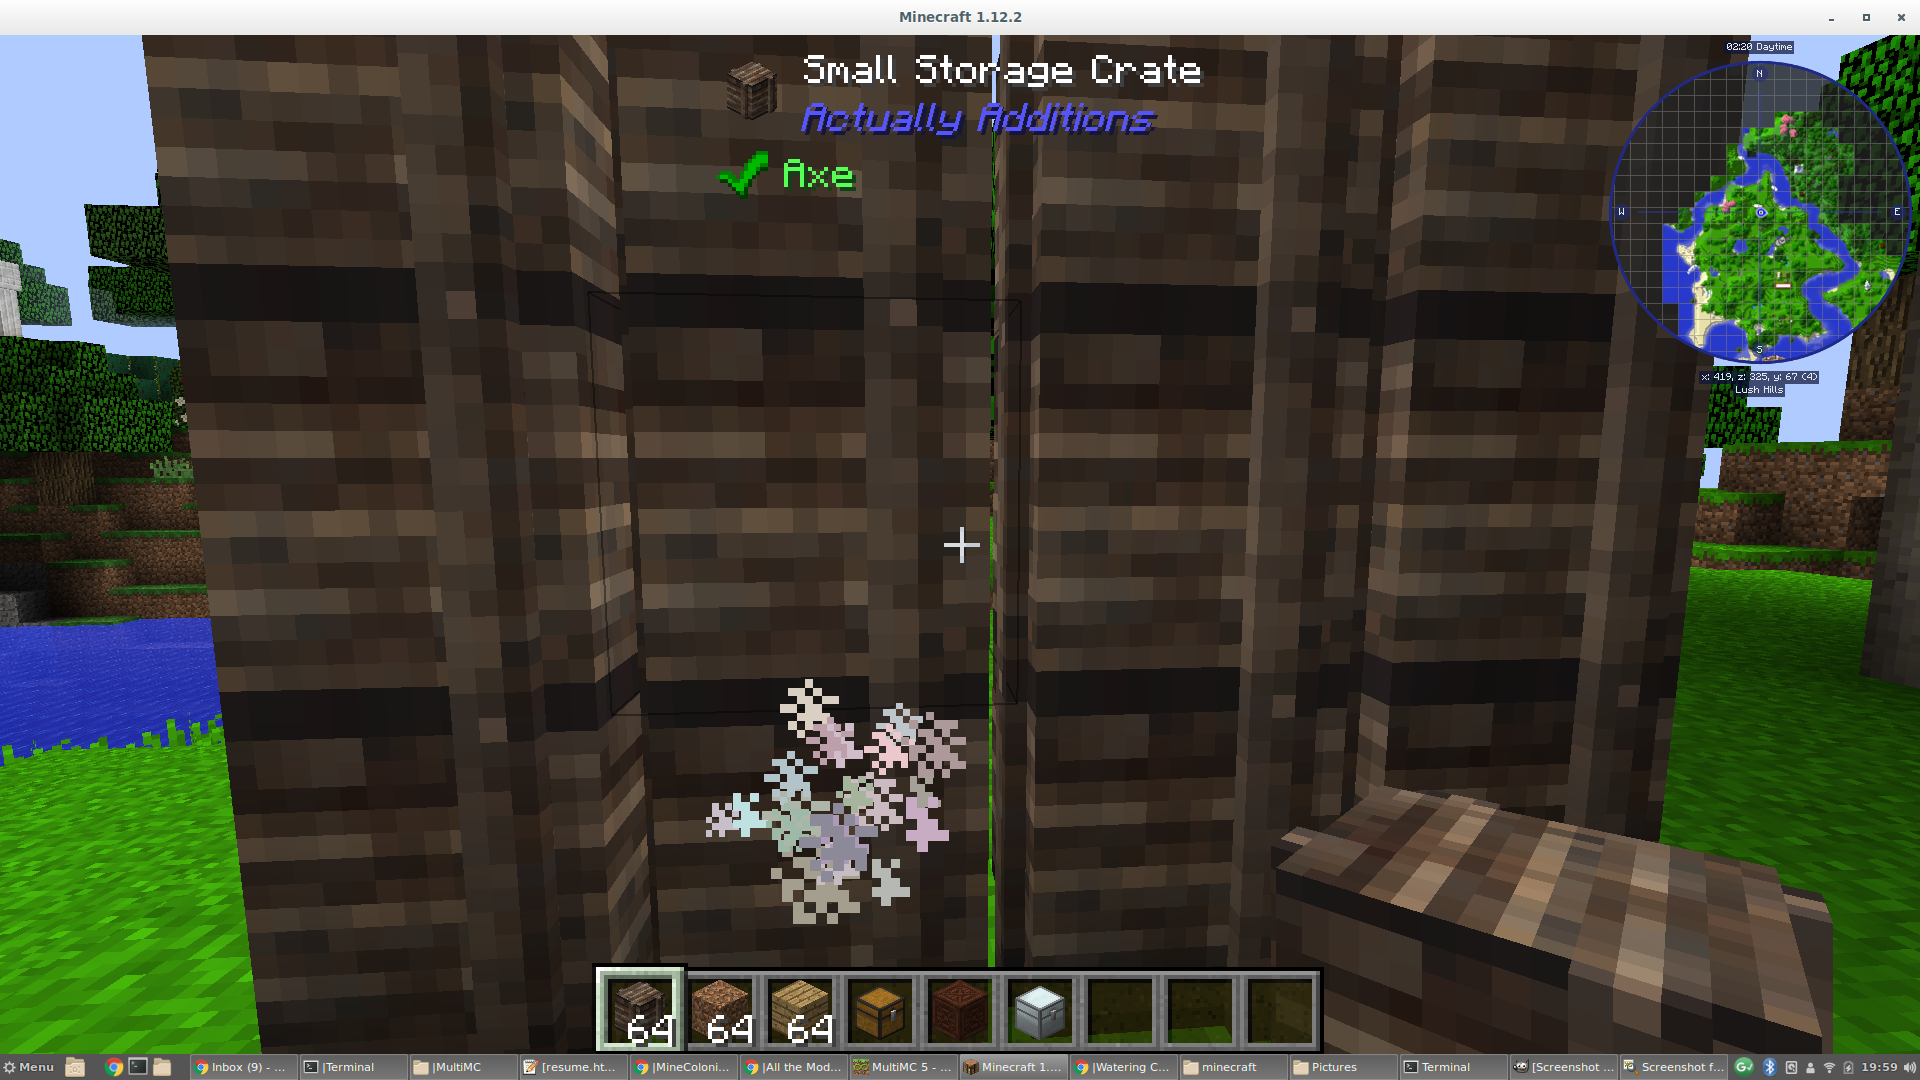 Minecraft 1.12.2
Small Storage Crate
Actually Additions
Axe
02:20 Daytime
N
W
E
S
x: 419, z: 325, y: 67 (4)
Lush Hills
64
64
64
Menu
Inbox (9) - ...
|Terminal
|MultiMC
[resume.ht...
|MineColoni...
|All the Mod...
MultiMC 5 - ...
Minecraft 1....
|Watering C...
minecraft
Pictures
Terminal
[Screenshot ...
Screenshot f...
19:59